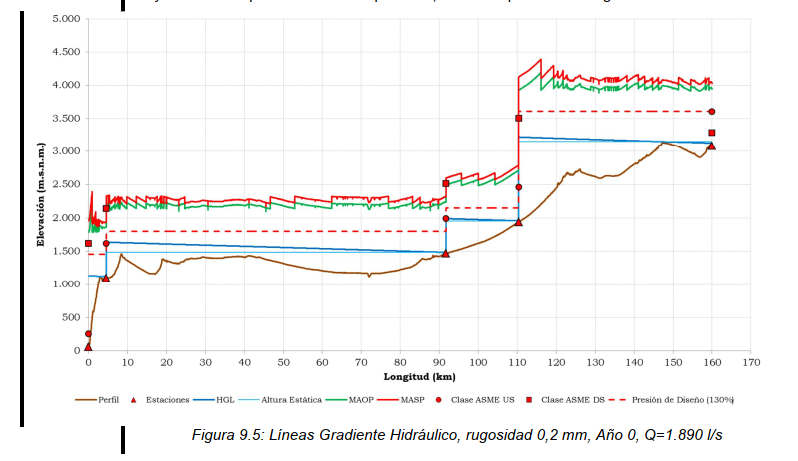 5.000
4.500
4.000
3.500
3.000
2.500
2.000
1.500
1.000
500
0
Elevación (m.s.n.m.)
0 10 20 30 40 50 60 70 80 90 100 110 120 130 140 150 160 170
Longitud (km)
Perfil Estaciones HGL Altura Estática MAOP MASP Clase ASME US Clase ASME DS Presión de Diseño (130%)
Figura 9.5: Líneas Gradiente Hidráulico, rugosidad 0,2 mm, Año 0, Q=1.890 l/s